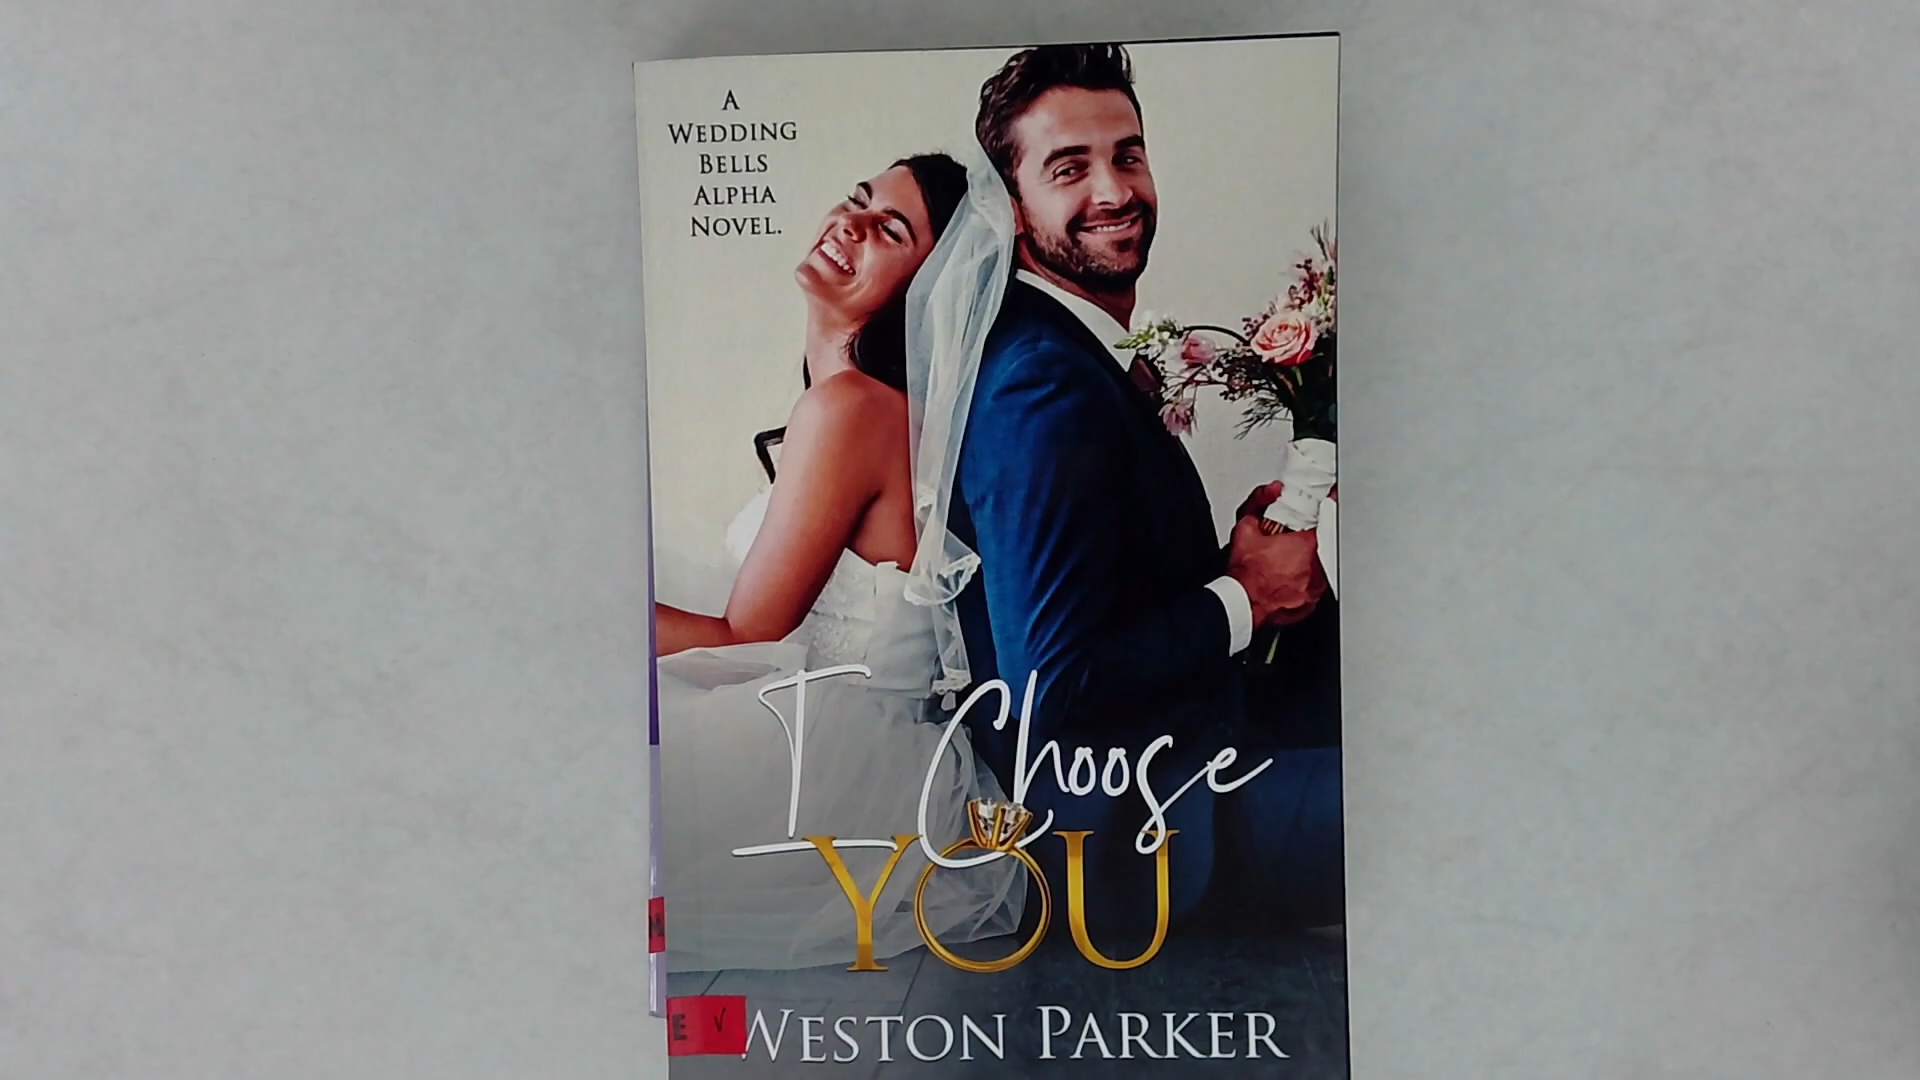 A
WEDDING
BELLS
ALPHA
NOVEL.
I Choose
YOU
E ✓
WESTON PARKER